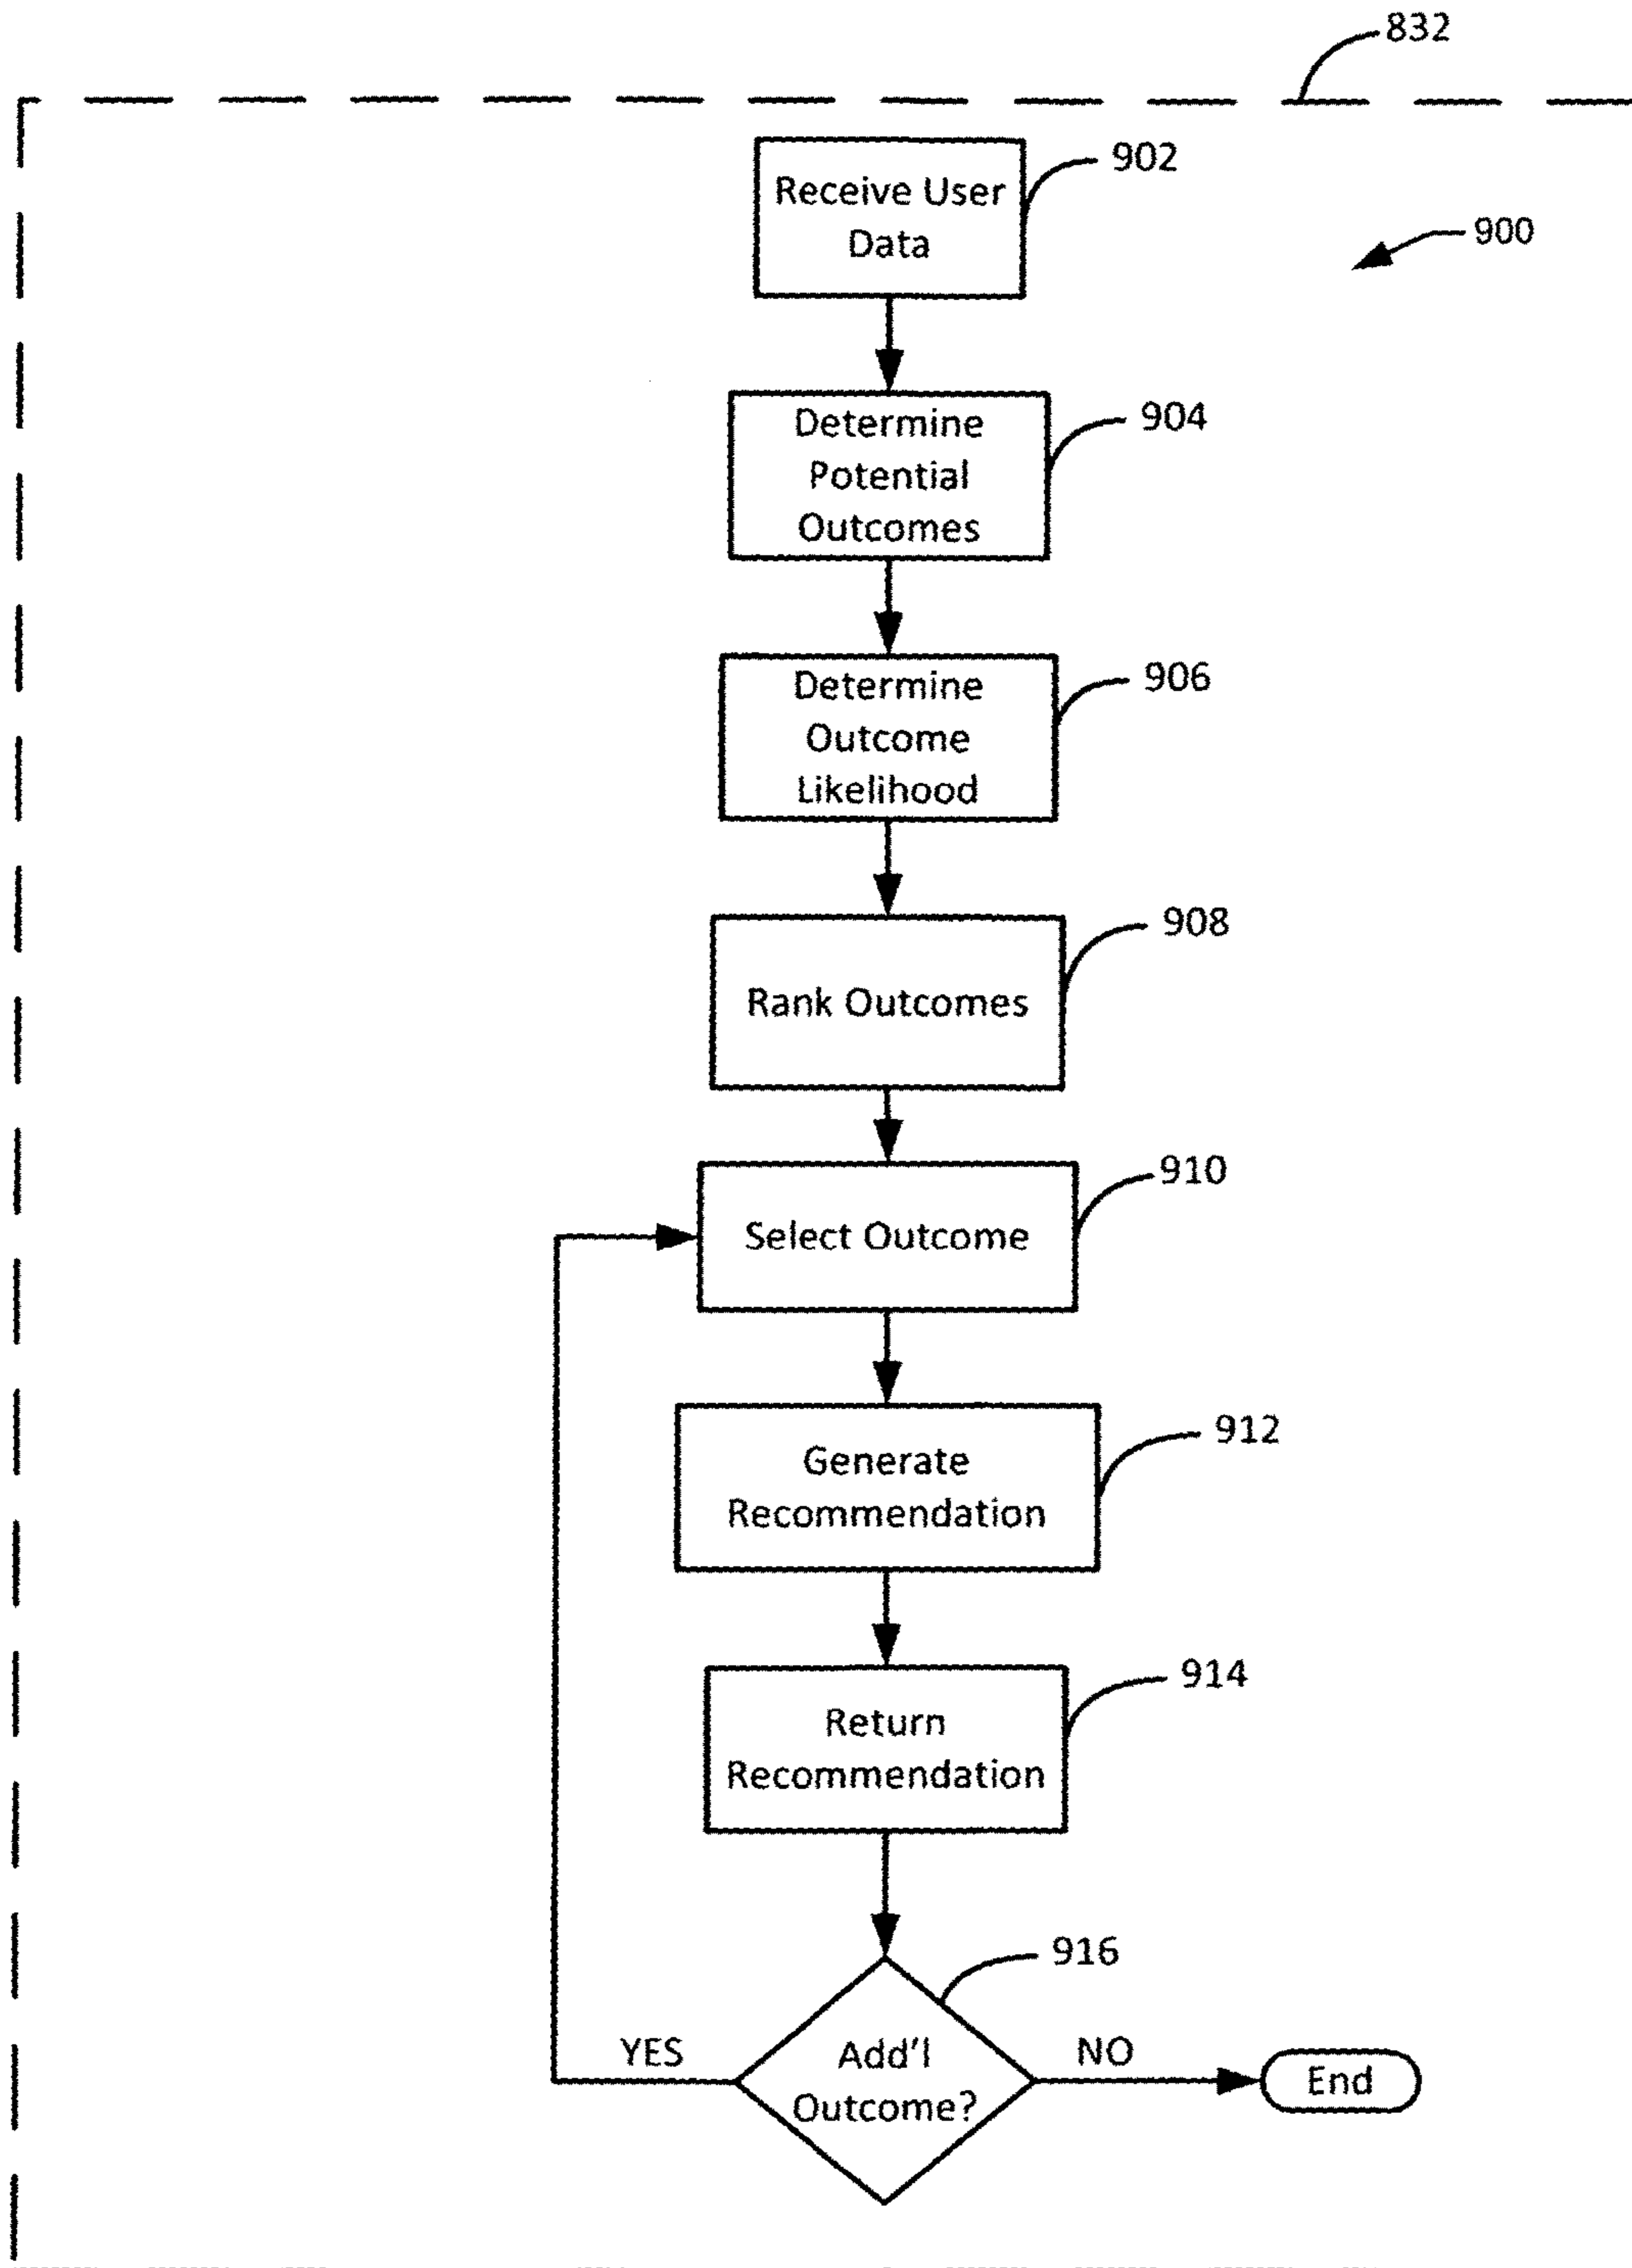 832
Receive User
Data
902
900
Determine
Potential
Outcomes
904
Determine
Outcome
Likelihood
906
Rank Outcomes
908
Select Outcome
910
Generate
Recommendation
912
Return
Recommendation
914
916
Add'l
Outcome?
YES
NO
End